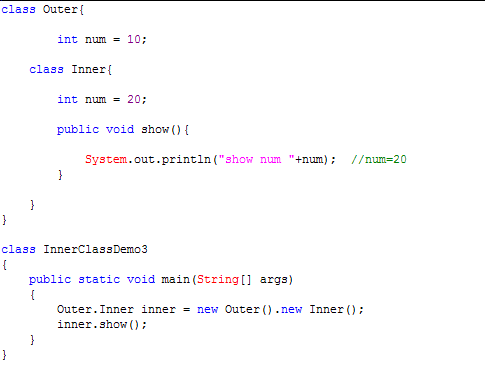 class Outer{
int num = 10;
class Inner{
int num = 20;
public void show(){
System.out.println("show num "+num);  //num=20
}
}
}
class InnerClassDemo3
{
public static void main(String[] args)
{
Outer.Inner inner = new Outer().new Inner();
inner.show();
}
}